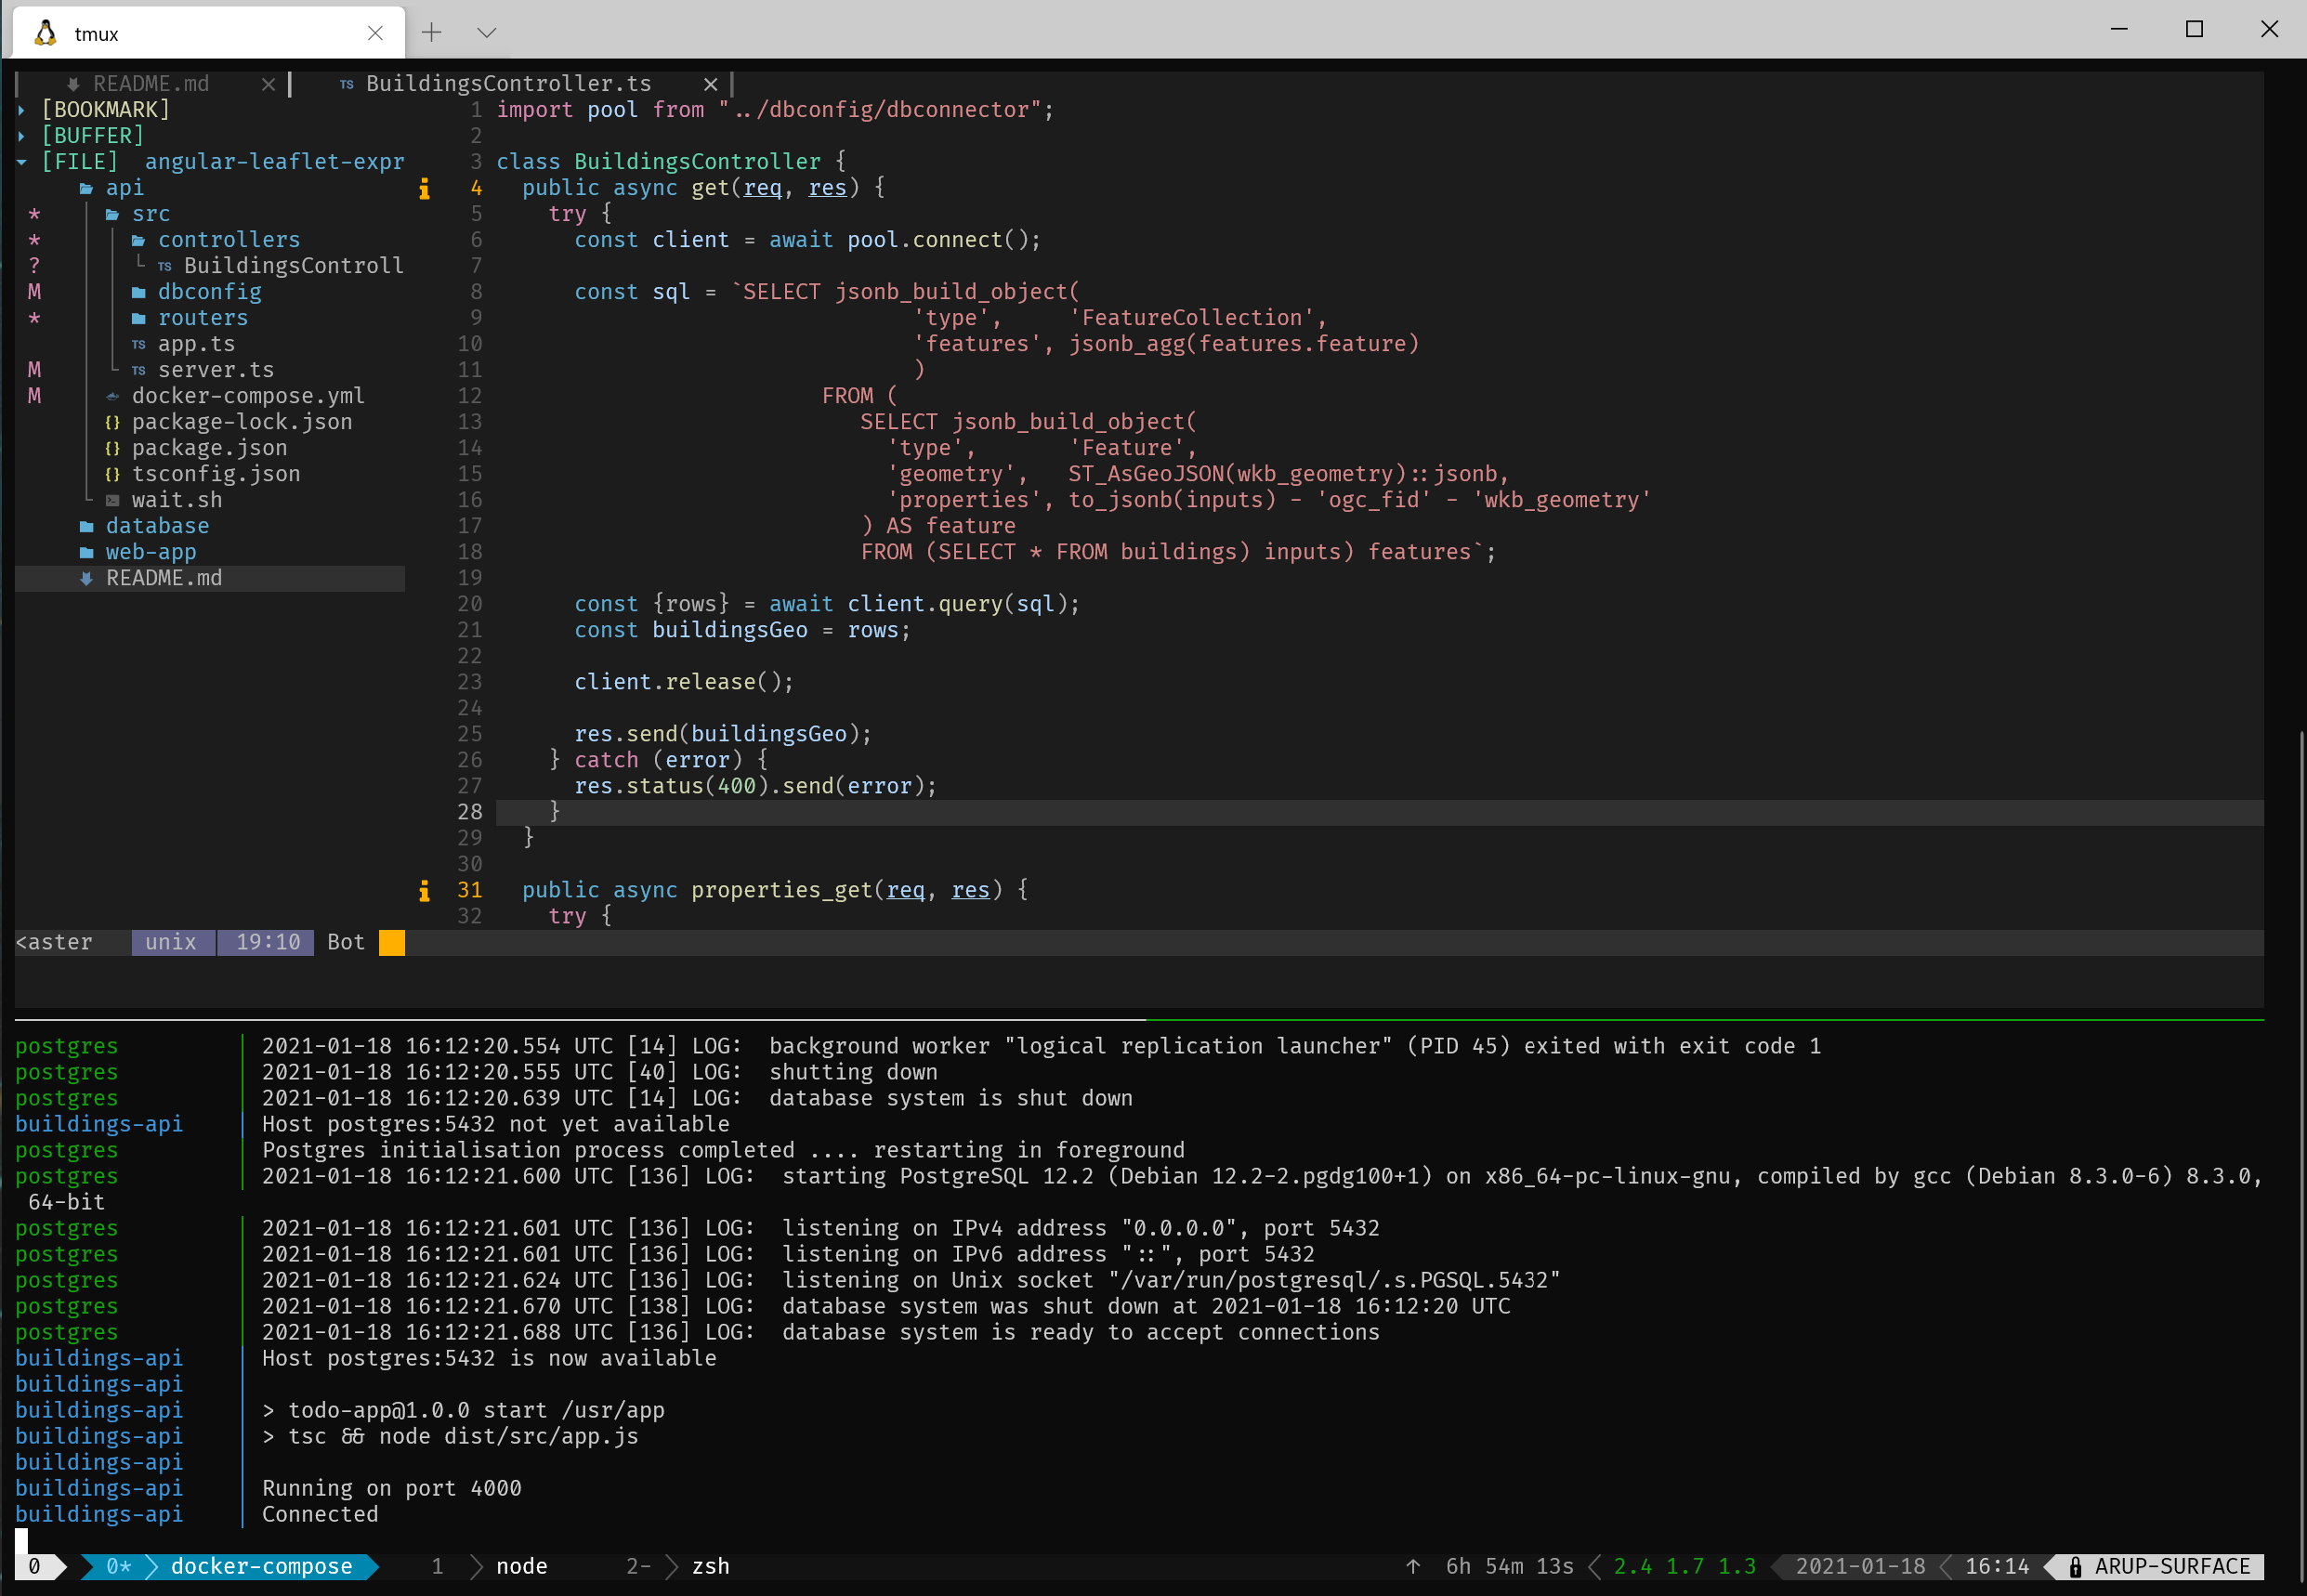 tmux
README.md BuildingsController.ts
[BOOKMARK]
[BUFFER]
[FILE] angular-leaflet-expr
api
* src
* controllers
? TS BuildingsControll
M dbconfig
* routers
TS app.ts
M TS server.ts
M docker-compose.yml
{} package-lock.json
{} package.json
{} tsconfig.json
wait.sh
database
web-app
README.md
1 import pool from "../dbconfig/dbconnector";
2
3 class BuildingsController {
i 4 public async get(req, res) {
5 try {
6 const client = await pool.connect();
7
8 const sql = `SELECT jsonb_build_object(
9 'type', 'FeatureCollection',
10 'features', jsonb_agg(features.feature)
11 )
12 FROM (
13 SELECT jsonb_build_object(
14 'type', 'Feature',
15 'geometry', ST_AsGeoJSON(wkb_geometry)::jsonb,
16 'properties', to_jsonb(inputs) - 'ogc_fid' - 'wkb_geometry'
17 ) AS feature
18 FROM (SELECT * FROM buildings) inputs) features`;
19
20 const {rows} = await client.query(sql);
21 const buildingsGeo = rows;
22
23 client.release();
24
25 res.send(buildingsGeo);
26 } catch (error) {
27 res.status(400).send(error);
28 }
29 }
30
i 31 public async properties_get(req, res) {
32 try {
<aster unix 19:10 Bot
postgres | 2021-01-18 16:12:20.554 UTC [14] LOG: background worker "logical replication launcher" (PID 45) exited with exit code 1
postgres | 2021-01-18 16:12:20.555 UTC [40] LOG: shutting down
postgres | 2021-01-18 16:12:20.639 UTC [14] LOG: database system is shut down
buildings-api | Host postgres:5432 not yet available
postgres | Postgres initialisation process completed .... restarting in foreground
postgres | 2021-01-18 16:12:21.600 UTC [136] LOG: starting PostgreSQL 12.2 (Debian 12.2-2.pgdg100+1) on x86_64-pc-linux-gnu, compiled by gcc (Debian 8.3.0-6) 8.3.0,
64-bit
postgres | 2021-01-18 16:12:21.601 UTC [136] LOG: listening on IPv4 address "0.0.0.0", port 5432
postgres | 2021-01-18 16:12:21.601 UTC [136] LOG: listening on IPv6 address "::", port 5432
postgres | 2021-01-18 16:12:21.624 UTC [136] LOG: listening on Unix socket "/var/run/postgresql/.s.PGSQL.5432"
postgres | 2021-01-18 16:12:21.670 UTC [138] LOG: database system was shut down at 2021-01-18 16:12:20 UTC
postgres | 2021-01-18 16:12:21.688 UTC [136] LOG: database system is ready to accept connections
buildings-api | Host postgres:5432 is now available
buildings-api |
buildings-api | > todo-app@1.0.0 start /usr/app
buildings-api | > tsc && node dist/src/app.js
buildings-api |
buildings-api | Running on port 4000
buildings-api | Connected
0 0* docker-compose 1 node 2- zsh ↑ 6h 54m 13s 2.4 1.7 1.3 2021-01-18 16:14 ARUP-SURFACE